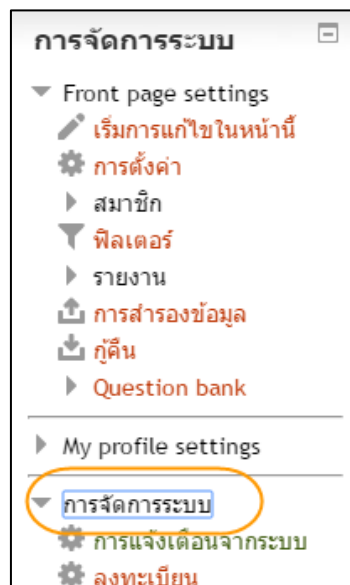 การจัดการระบบ
Front page settings
เริ่มการแก้ไขในหน้านี้
การตั้งค่า
สมาชิก
ฟิลเตอร์
รายงาน
การสำรองข้อมูล
กู้คืน
Question bank
My profile settings
การจัดการระบบ
การแจ้งเตือนจากระบบ
ลงทะเบียน